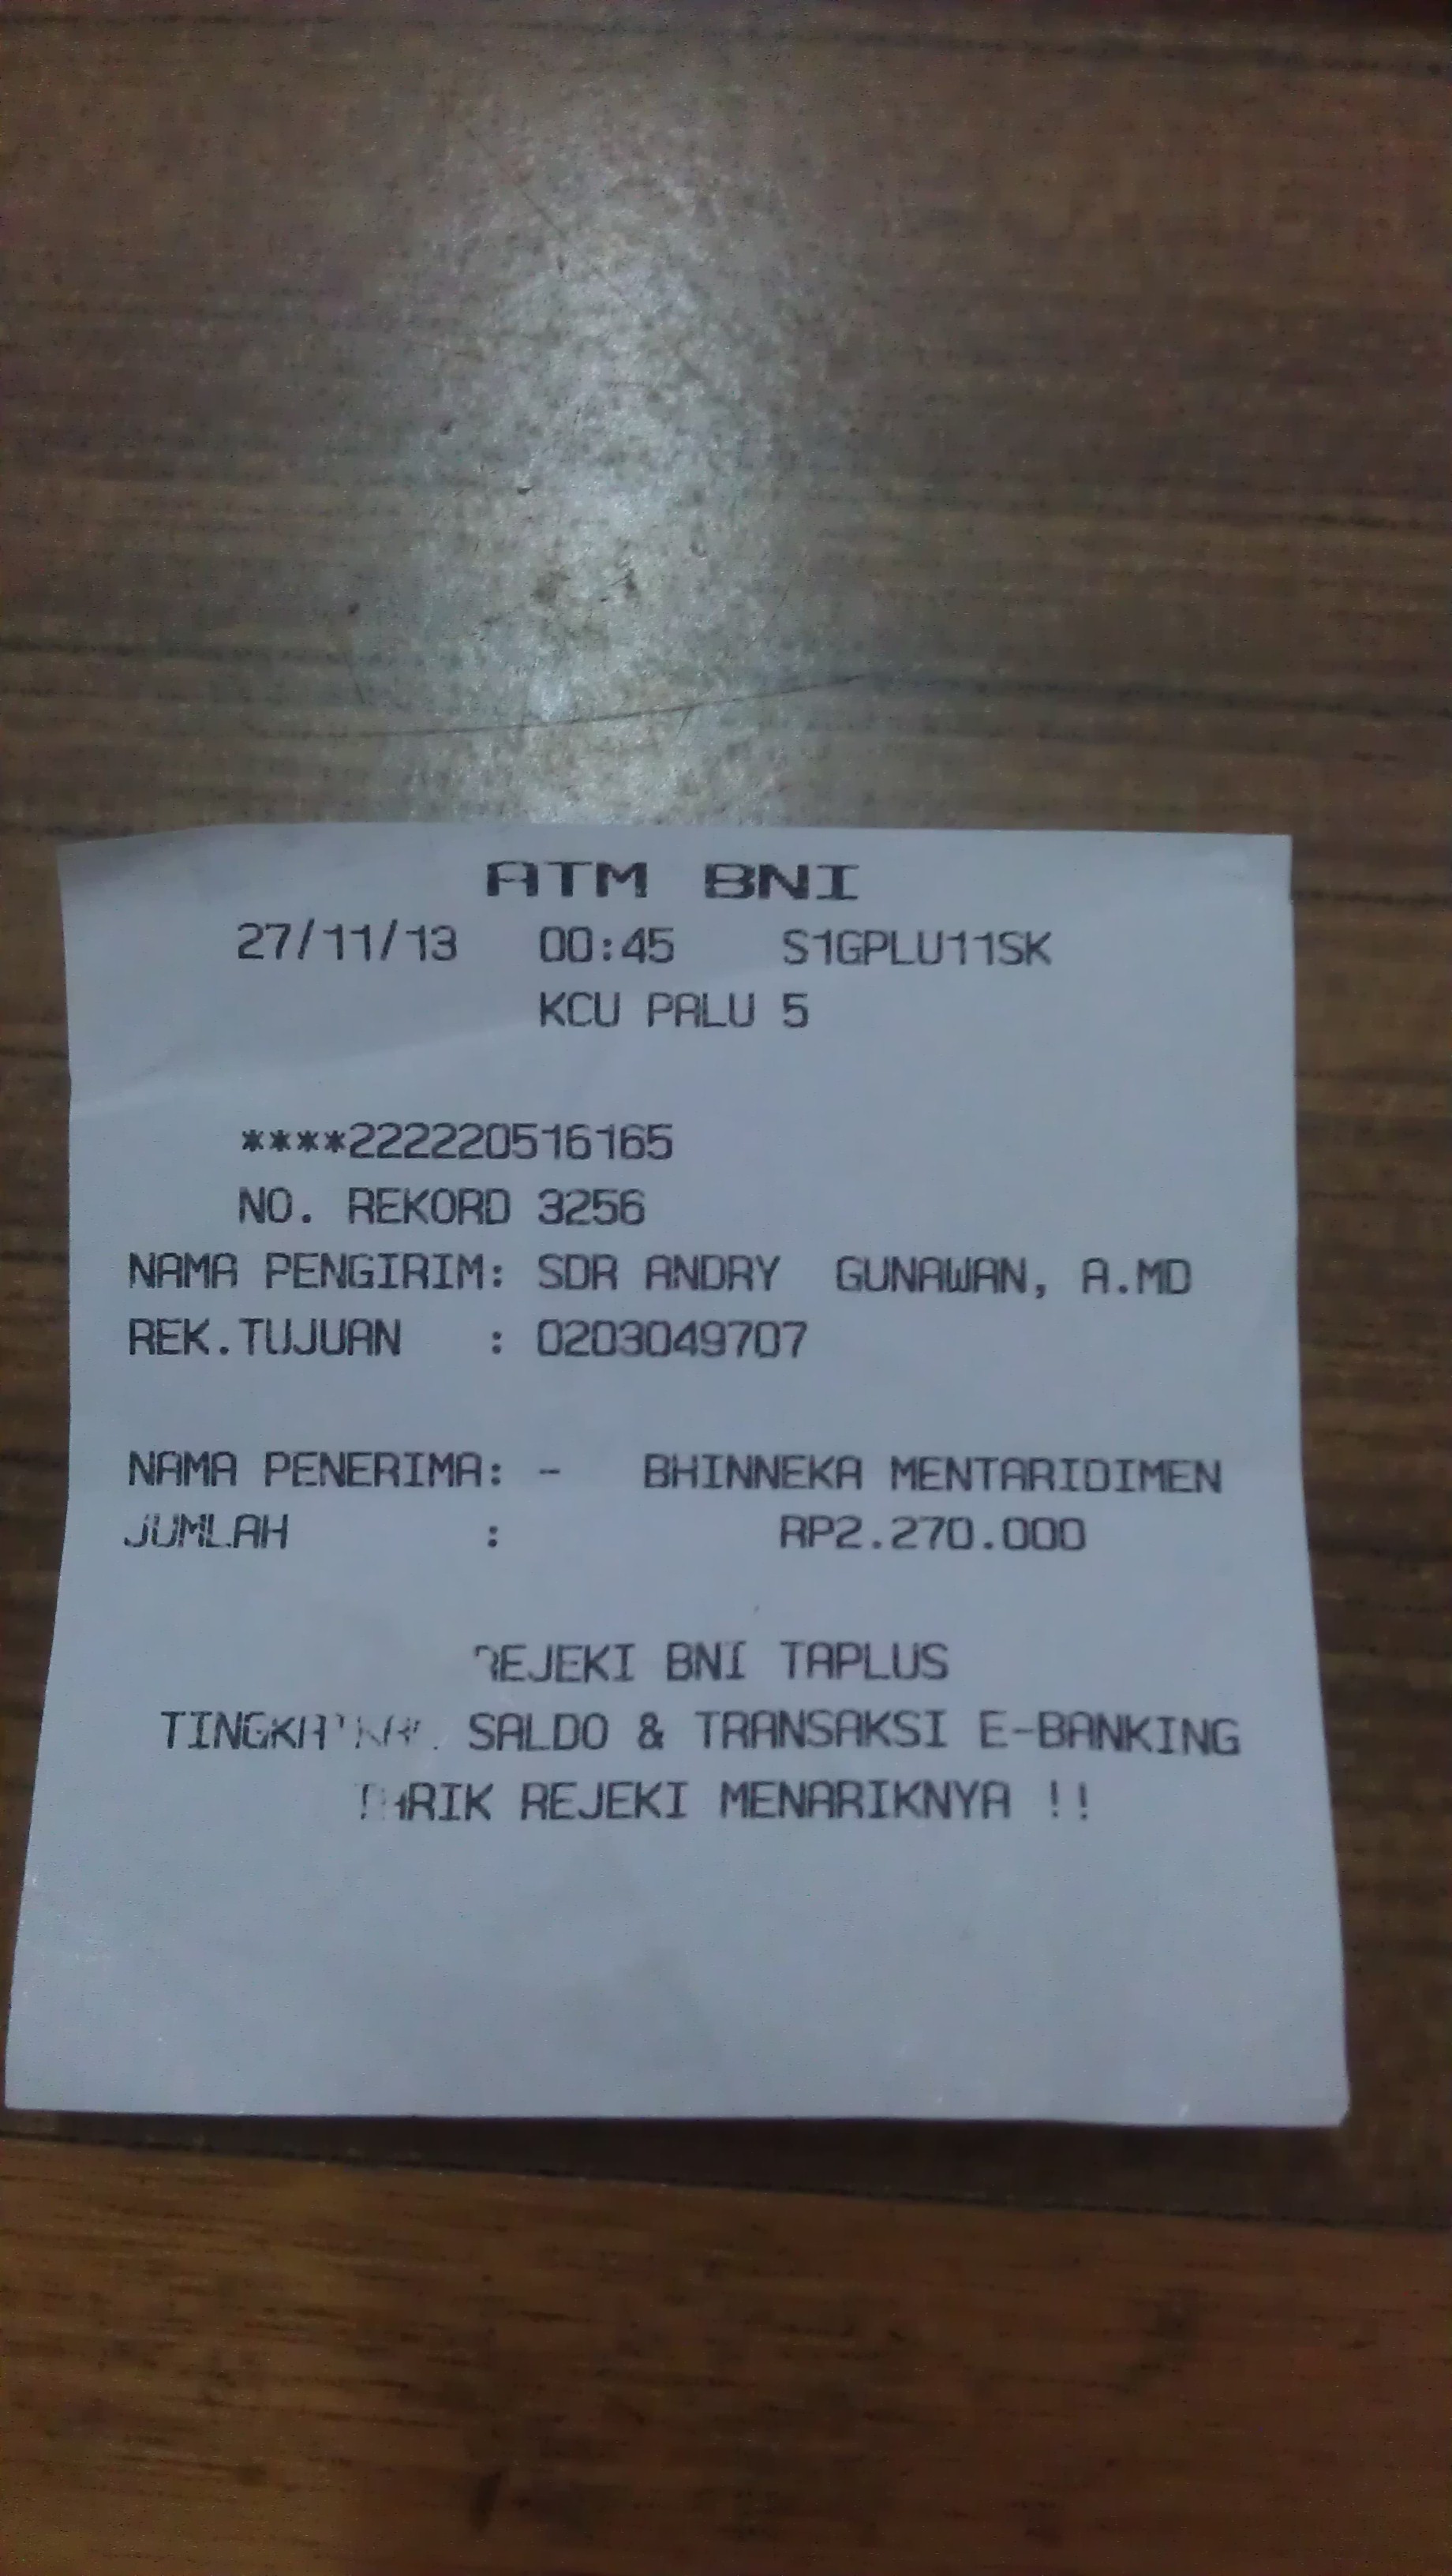 ATM BNI
27/11/13 00:45 S1GPLU11SK
KCU PALU 5
****222220516165
NO. REKORD 3256
NAMA PENGIRIM: SDR ANDRY GUNAWAN, A.MD
REK.TUJUAN : 0203049707
NAMA PENERIMA: - BHINNEKA MENTARIDIMEN
JUMLAH : RP2.270.000
REJEKI BNI TAPLUS
SALDO & TRANSAKSI E-BANKING
REJEKI MENARIKNYA !!